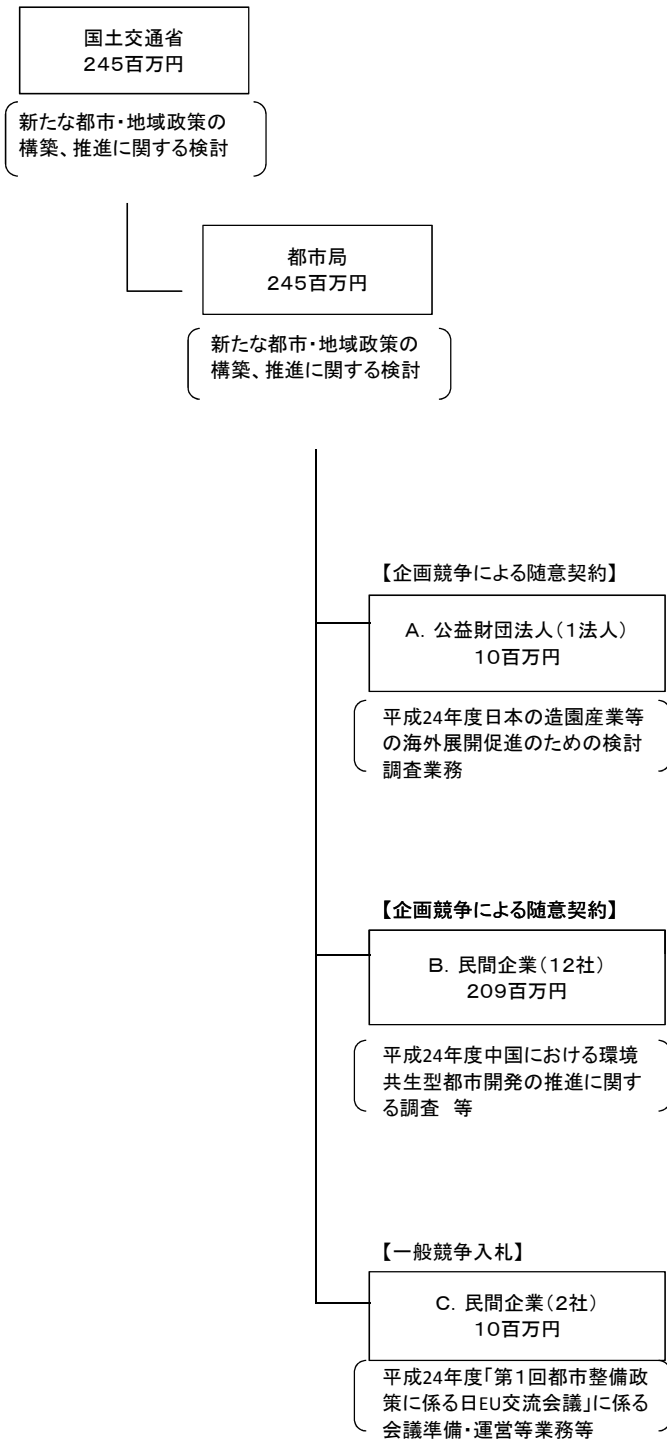 国土交通省
245百万円
新たな都市・地域政策の
構築、推進に関する検討
都市局
245百万円
新たな都市・地域政策の
構築、推進に関する検討
【企画競争による随意契約】
A. 公益財団法人(1法人)
10百万円
平成24年度日本の造園産業等
の海外展開促進のための検討
調査業務
【企画競争による随意契約】
B. 民間企業(12社)
209百万円
平成24年度中国における環境
共生型都市開発の推進に関す
る調査 等
【一般競争入札】
C. 民間企業(2社)
10百万円
平成24年度「第1回都市整備政
策に係る日EU交流会議」に係る
会議準備・運営等業務等